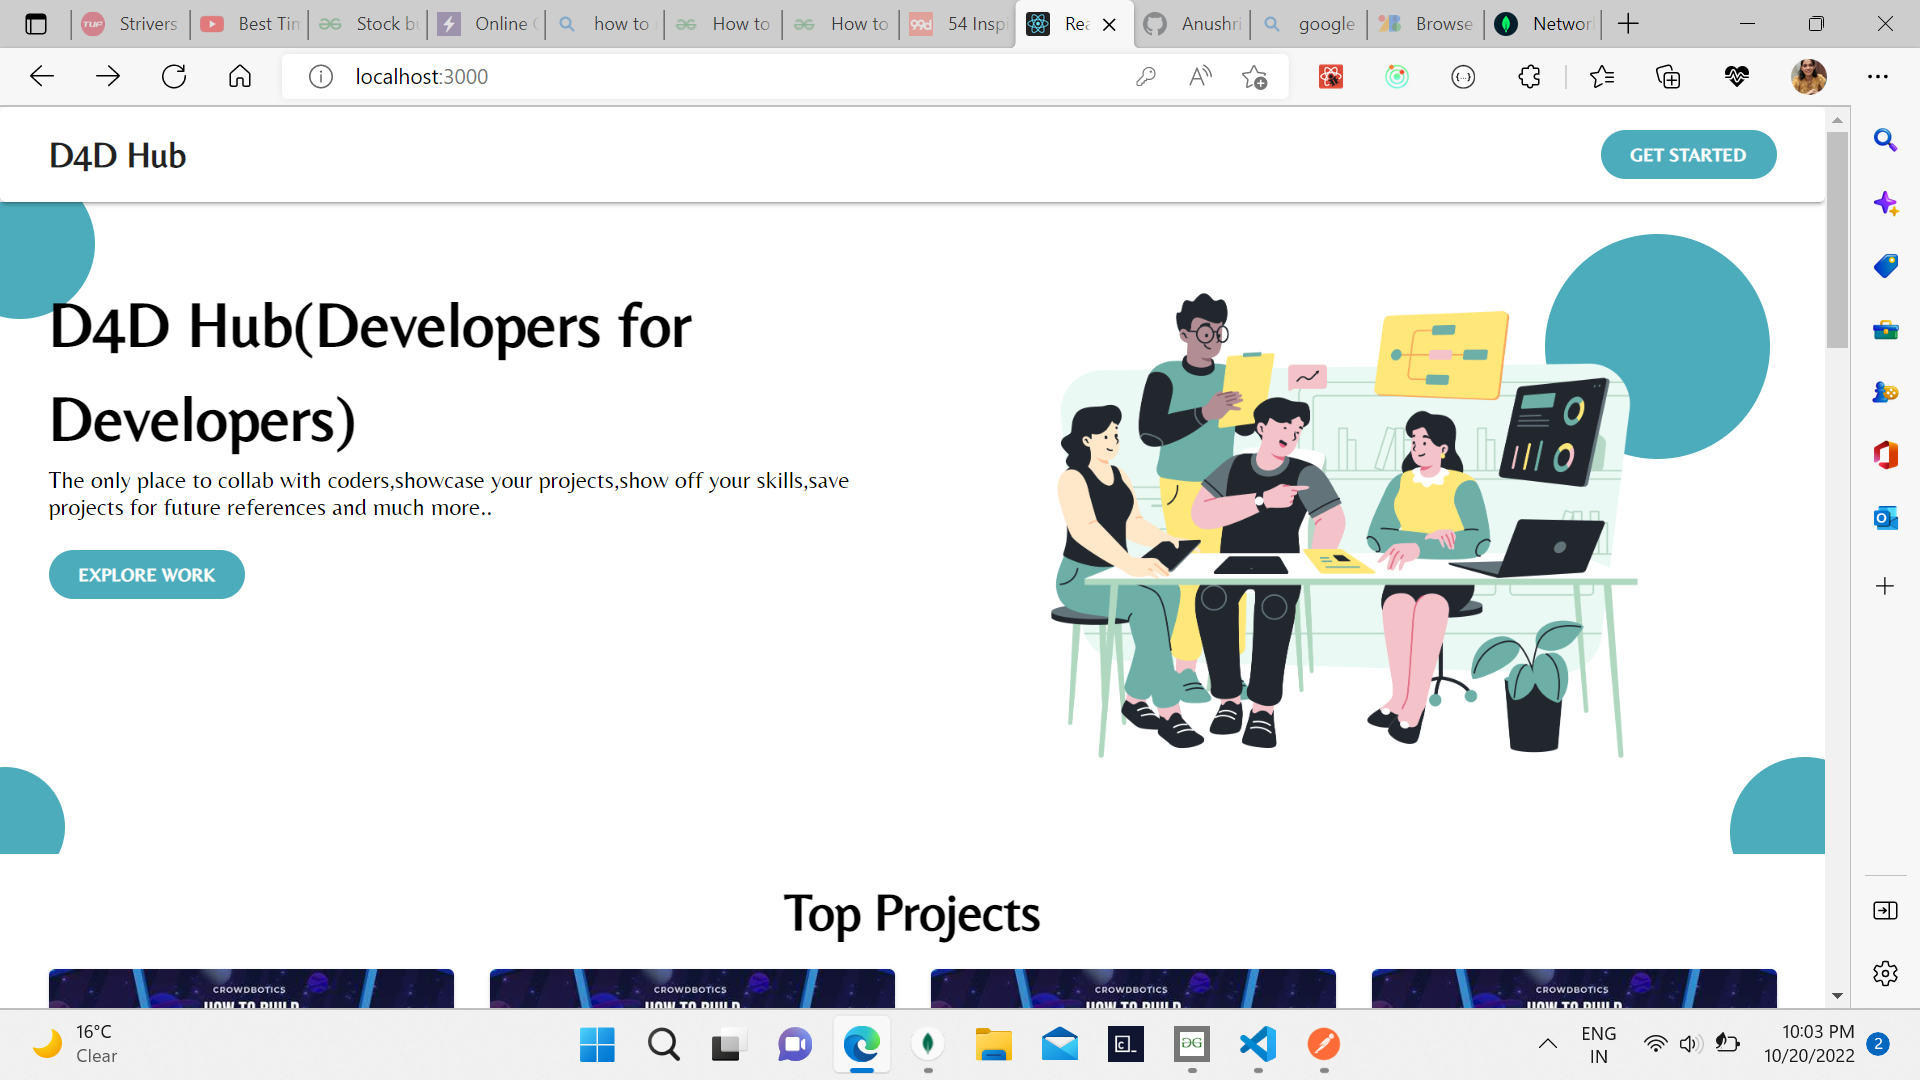 Strivers
Best Tin
Stock bu
Online C
how to
How to
How to
54 Inspi
Rea
Anushri
google
Browse
Networ
localhost:3000
D4D Hub
GET STARTED
D4D Hub(Developers for
Developers)
The only place to collab with coders,showcase your projects,show off your skills,save
projects for future references and much more..
EXPLORE WORK
Top Projects
CROWDBOTICS
HOW TO BUILD
CROWDBOTICS
HOW TO BUILD
CROWDBOTICS
HOW TO BUILD
CROWDBOTICS
HOW TO BUILD
16°C
Clear
ENG
IN
10:03 PM
10/20/2022
2